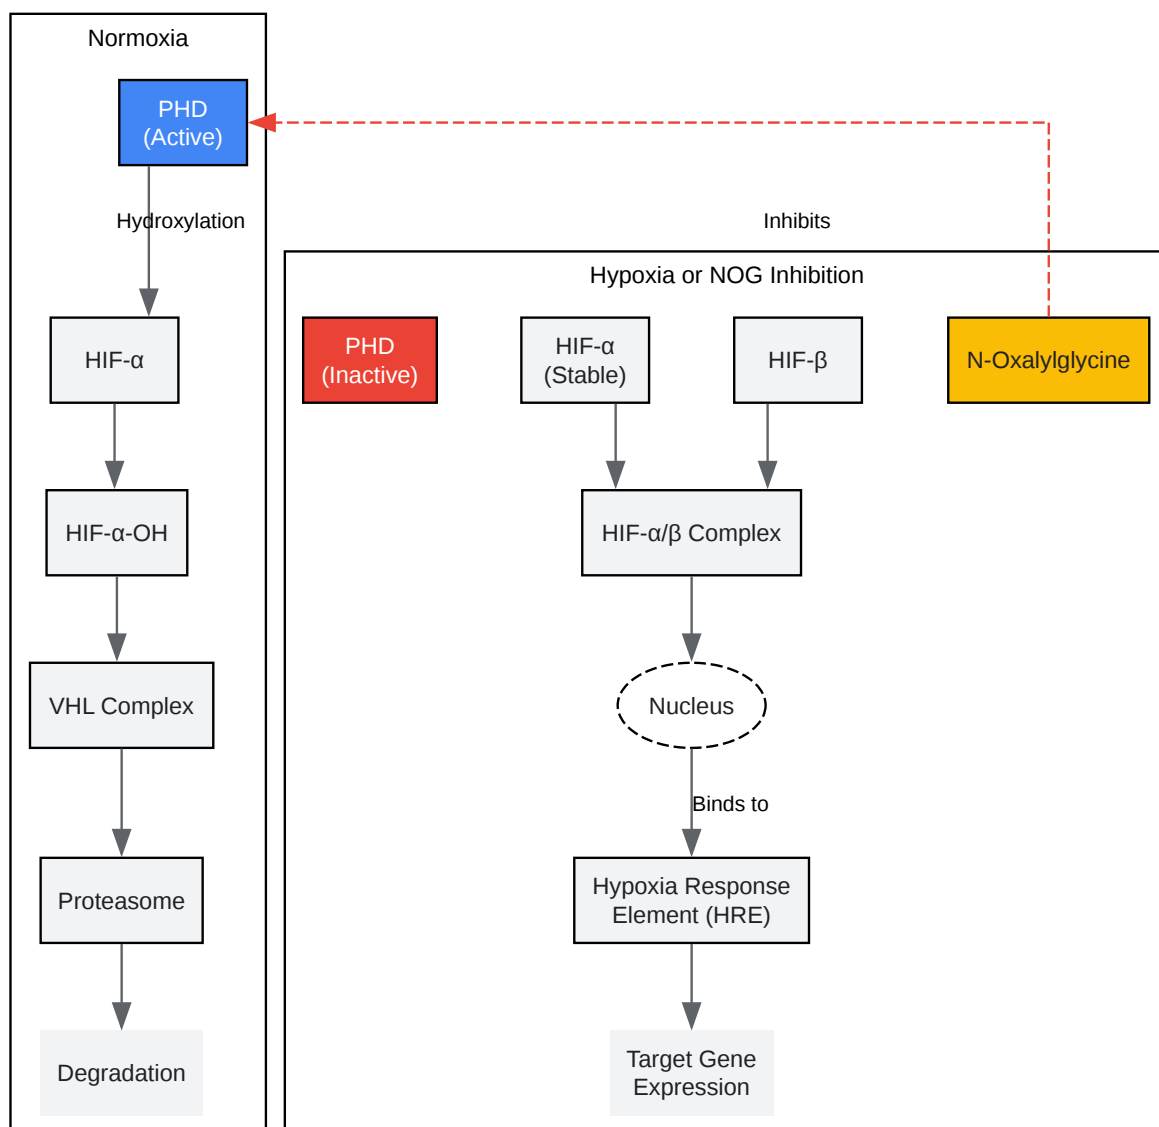 Normoxia
PHD
(Active)
Hydroxylation
HIF-α
HIF-α-OH
VHL Complex
Proteasome
Degradation
Inhibits
Hypoxia or NOG Inhibition
PHD
(Inactive)
HIF-α
(Stable)
HIF-β
N-Oxalylglycine
HIF-α/β Complex
Nucleus
Binds to
Hypoxia Response
Element (HRE)
Target Gene
Expression